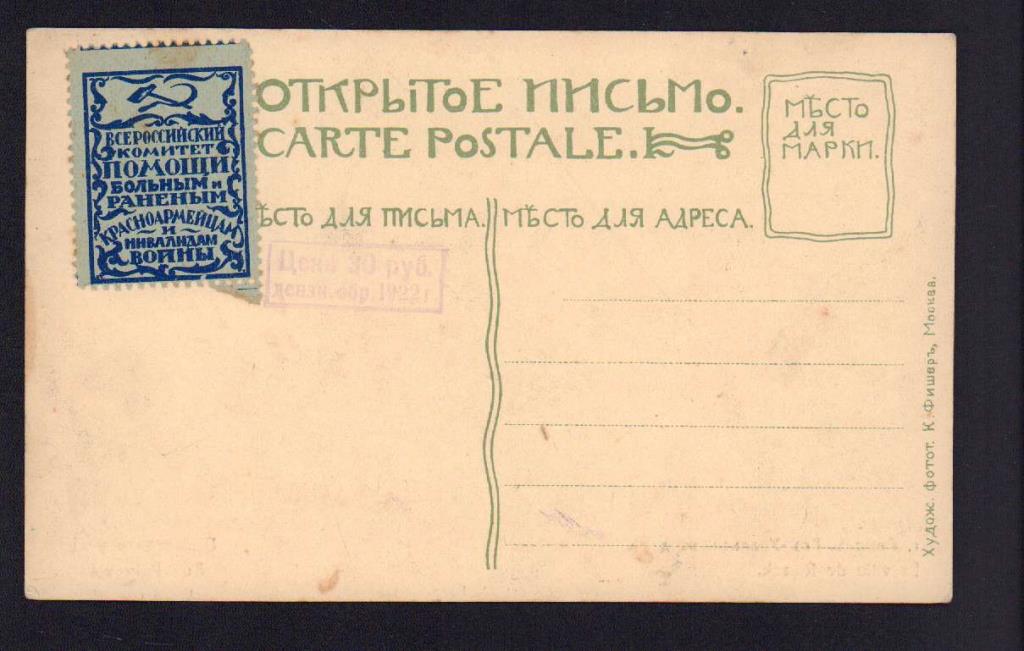 ВСЕРОССИЙСКИЙ
КОМИТЕТ
ПОМОЩИ
БОЛЬНЫМ и
РАНЕНЫМ
КРАСНОАРМЕЙЦАМ
И
ИНВАЛИДАМ
ВОЙНЫ
ОТКРЫТОЕ ПИСЬМО.
CARTE POSTALE.
МѢСТО
ДЛЯ
МАРКИ.
ѢСТО ДЛЯ ПИСЬМА.
МѢСТО ДЛЯ АДРЕСА.
Цена 30 руб.
дензн. обр. 1922 г
Худож. фотот. К. Фишеръ, Москва.